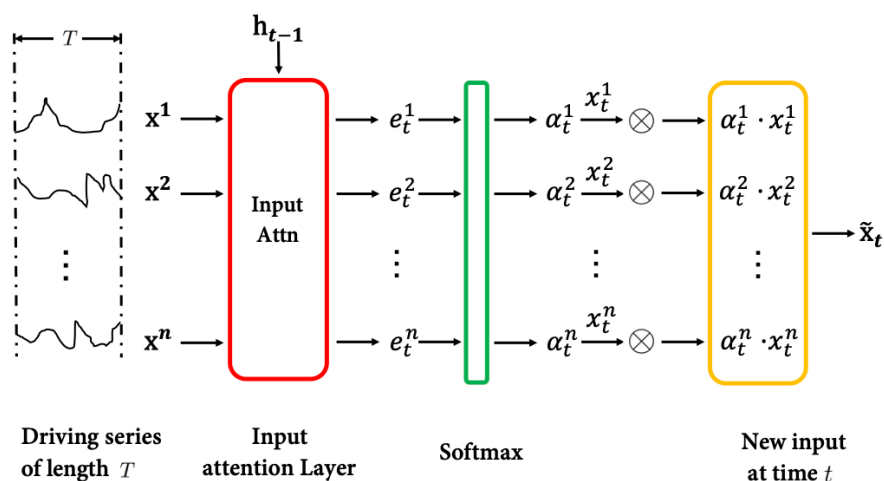 T
h_{t-1}
x^1 e_t^1 α_t^1 x_t^1 ⊗ α_t^1 · x_t^1
x^2 e_t^2 α_t^2 x_t^2 ⊗ α_t^2 · x_t^2
Input
Attn
x̃_t
⋮ ⋮ ⋮ ⋮
x^n e_t^n α_t^n x_t^n ⊗ α_t^n · x_t^n
Driving series
of length T
Input
attention Layer
Softmax
New input
at time t